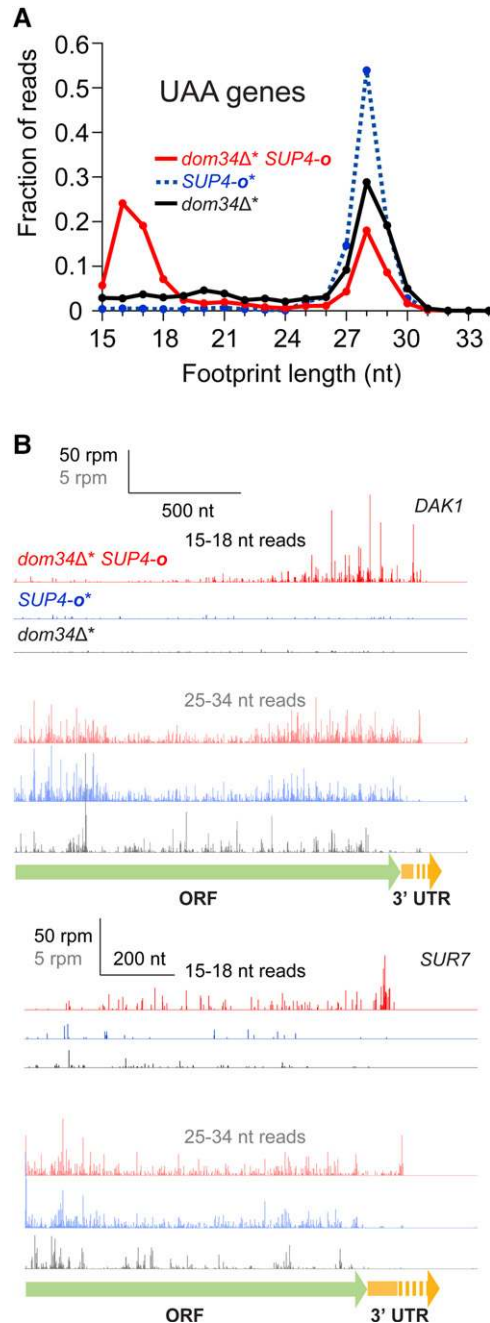 A
Fraction of reads
0.6
0.5
0.4
0.3
0.2
0.1
0
UAA genes
dom34Δ* SUP4-o
SUP4-o*
dom34Δ*
15 18 21 24 27 30 33
Footprint length (nt)
B
50 rpm
5 rpm
500 nt
DAK1
15-18 nt reads
dom34Δ* SUP4-o
SUP4-o*
dom34Δ*
25-34 nt reads
ORF 3' UTR
50 rpm
5 rpm
200 nt
15-18 nt reads
SUR7
25-34 nt reads
ORF 3' UTR